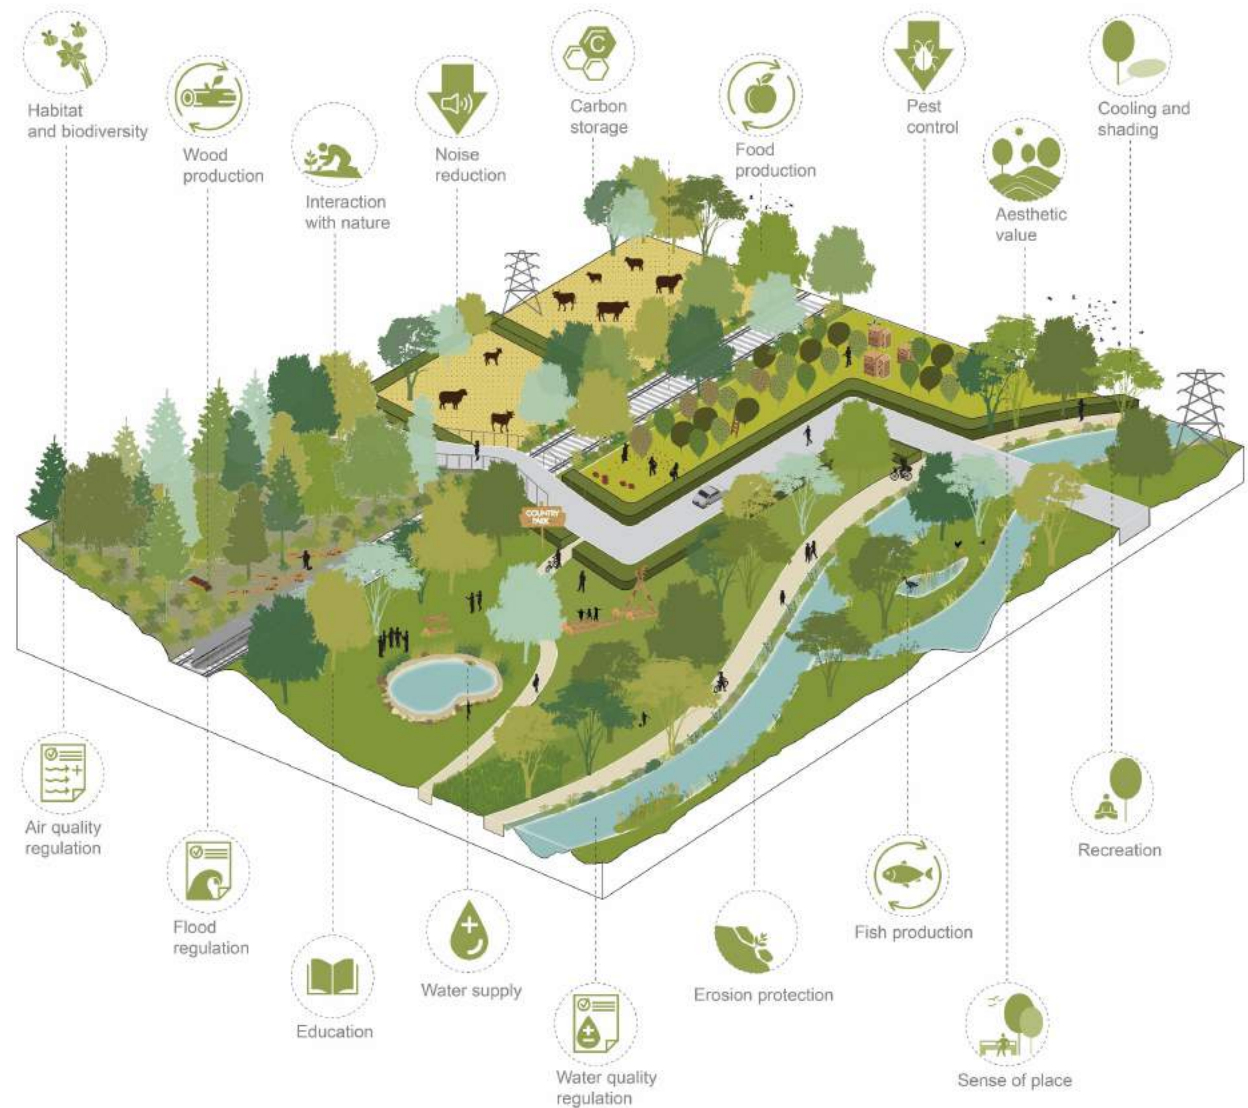 Habitat
and biodiversity
Wood
production
Interaction
with nature
Noise
reduction
C
Carbon
storage
Food
production
Pest
control
Aesthetic
value
Cooling and
shading
COUNTRY
PARK
Air quality
regulation
Flood
regulation
Education
Water supply
Water quality
regulation
Erosion protection
Fish production
Sense of place
Recreation